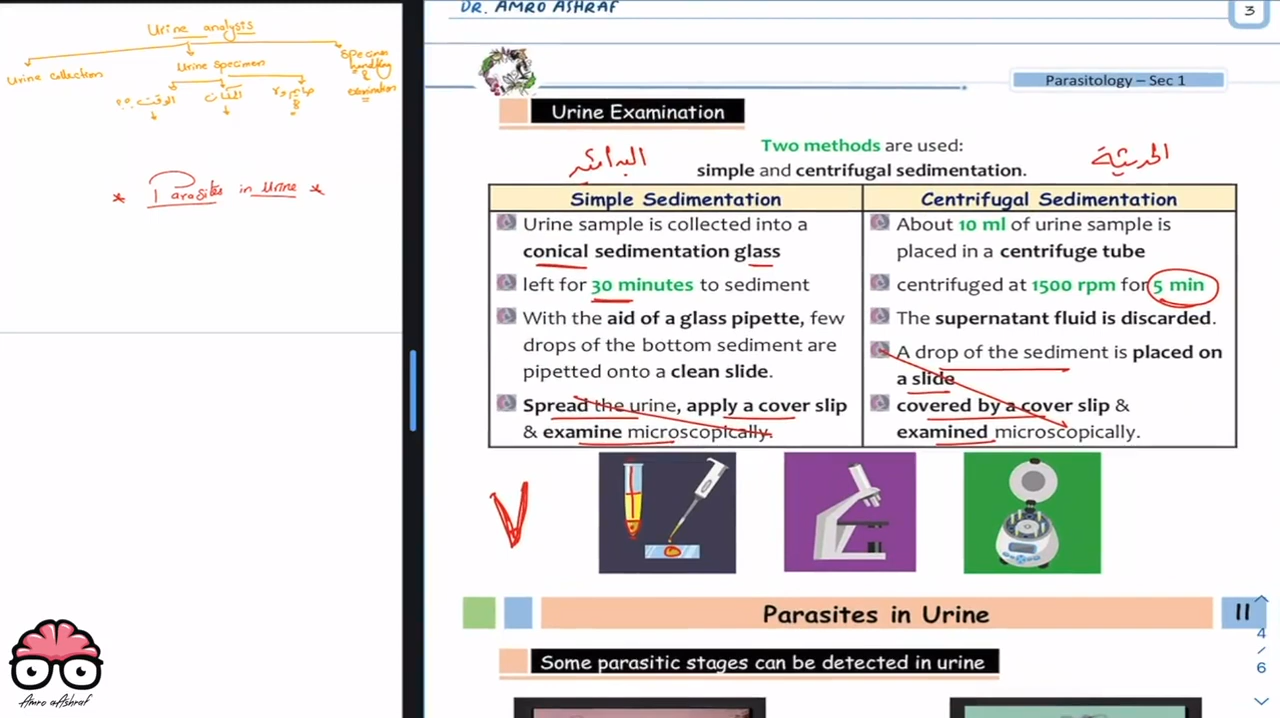 DR. AMRO ASHRAF
3
Urine analysis
Urine collection
Urine specimen
Specimen
handling
&
examination
الوقت ؟؟
المكان
* Parasites in Urine *
Parasitology – Sec 1
Urine Examination
Two methods are used:
simple and centrifugal sedimentation.
البدائية
الحديثة
Simple Sedimentation
Urine sample is collected into a
conical sedimentation glass
left for 30 minutes to sediment
With the aid of a glass pipette, few
drops of the bottom sediment are
pipetted onto a clean slide.
Spread the urine, apply a cover slip
& examine microscopically.
Centrifugal Sedimentation
About 10 ml of urine sample is
placed in a centrifuge tube
centrifuged at 1500 rpm for 5 min
The supernatant fluid is discarded.
A drop of the sediment is placed on
a slide
covered by a cover slip &
examined microscopically.
Parasites in Urine
II
Some parasitic stages can be detected in urine
4
/
6
Amro aAshraf